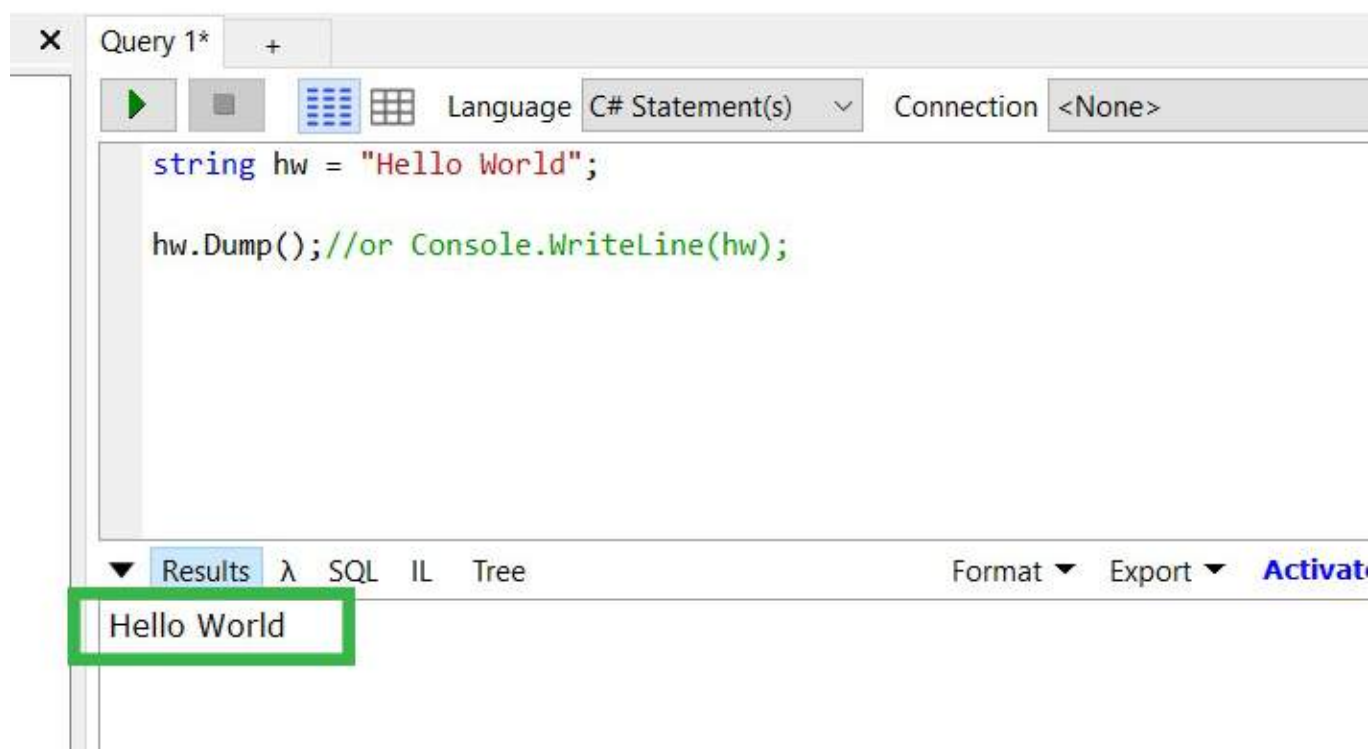 Query 1* +
Language C# Statement(s) Connection <None>
string hw = "Hello World";
hw.Dump();//or Console.WriteLine(hw);
Results λ SQL IL Tree Format Export Activate
Hello World